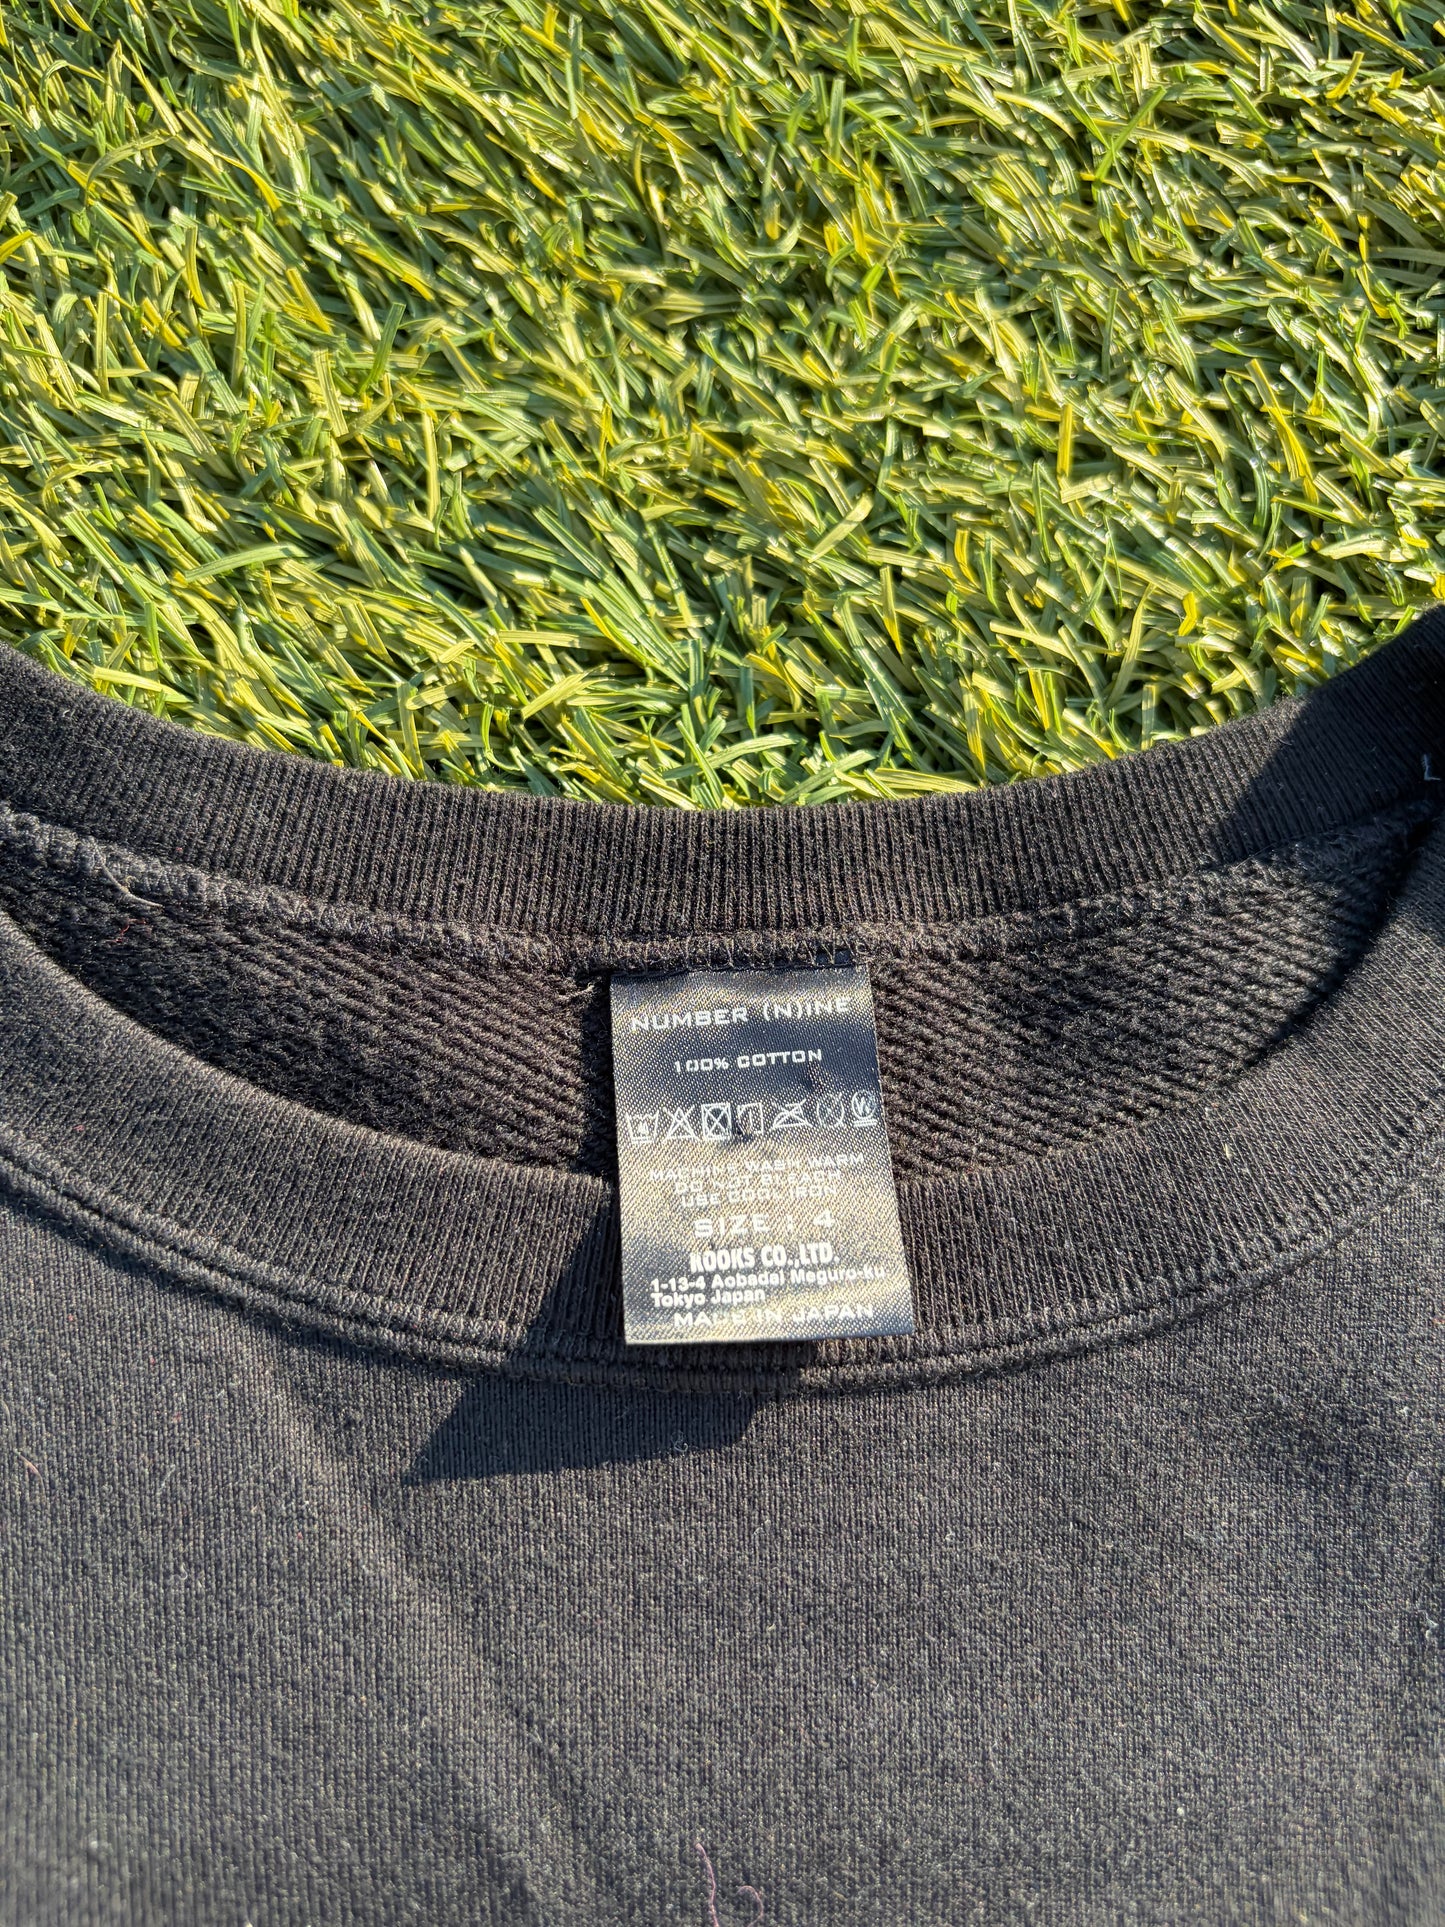 NUMBER (N)INE
100% COTTON
MACHINE WASH WARM
DO NOT BLEACH
USE COOL IRON
SIZE : 4
KOOKS CO.,LTD.
1-13-4 Aobadai Meguro-ku
Tokyo Japan
MADE IN JAPAN